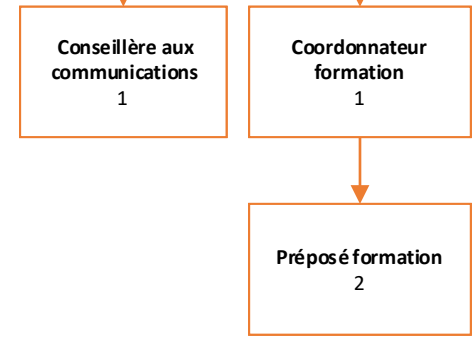 Conseillère aux
communications
1
Coordonnateur
formation
1
Préposé formation
2